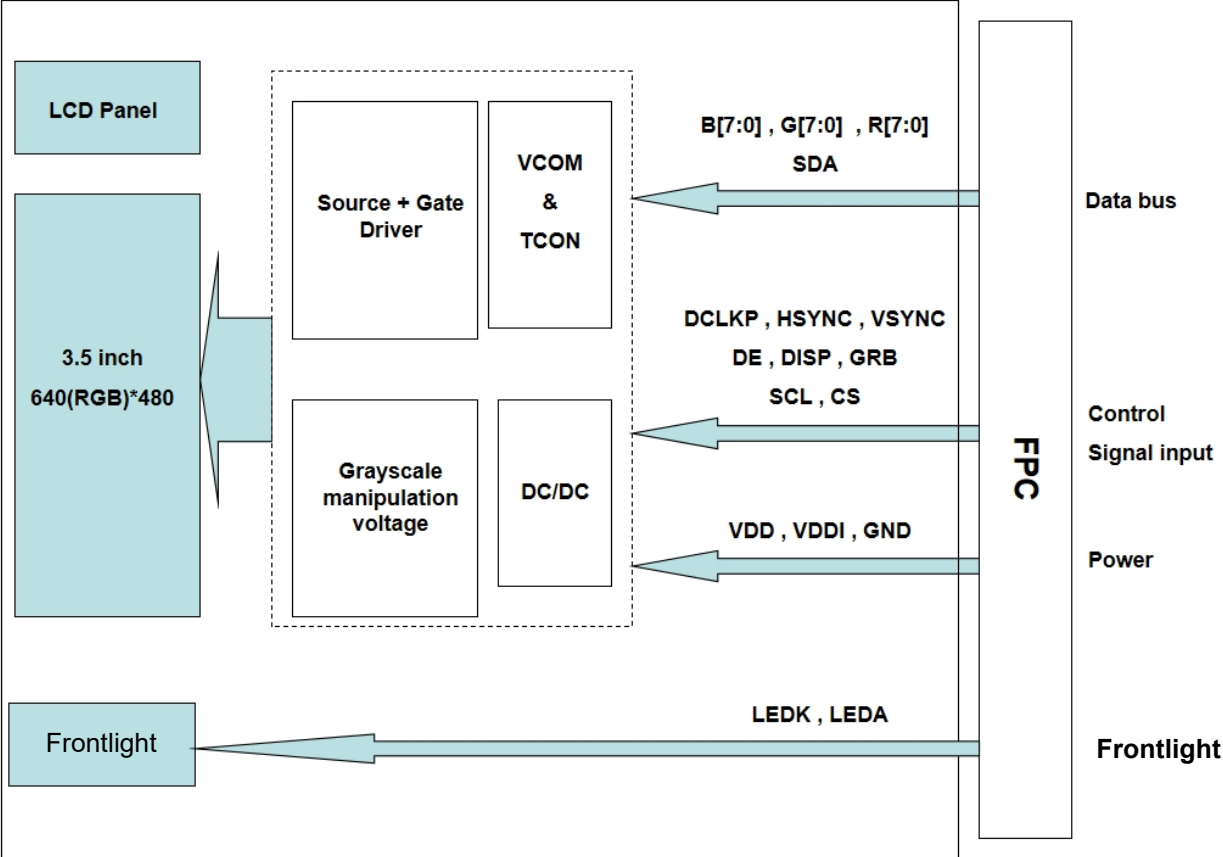 LCD Panel
3.5 inch
640(RGB)*480
Source + Gate
Driver
VCOM
&
TCON
Grayscale
manipulation
voltage
DC/DC
B[7:0] , G[7:0]  , R[7:0]
SDA
Data bus
DCLKP , HSYNC , VSYNC
DE , DISP , GRB
SCL , CS
Control
Signal input
VDD , VDDI , GND
Power
FPC
Frontlight
LEDK , LEDA
Frontlight